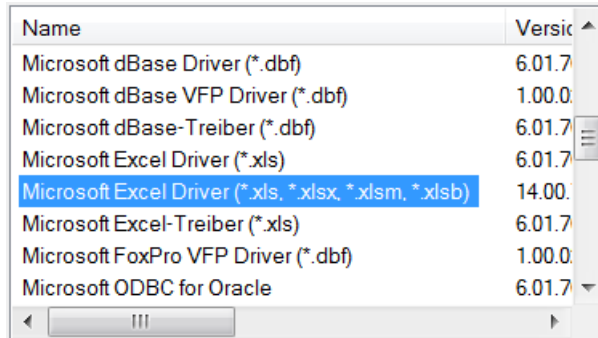 Name Versic
Microsoft dBase Driver (*.dbf) 6.01.7
Microsoft dBase VFP Driver (*.dbf) 1.00.0
Microsoft dBase-Treiber (*.dbf) 6.01.7
Microsoft Excel Driver (*.xls) 6.01.7
Microsoft Excel Driver (*.xls, *.xlsx, *.xlsm, *.xlsb) 14.00.
Microsoft Excel-Treiber (*.xls) 6.01.7
Microsoft FoxPro VFP Driver (*.dbf) 1.00.0
Microsoft ODBC for Oracle 6.01.7